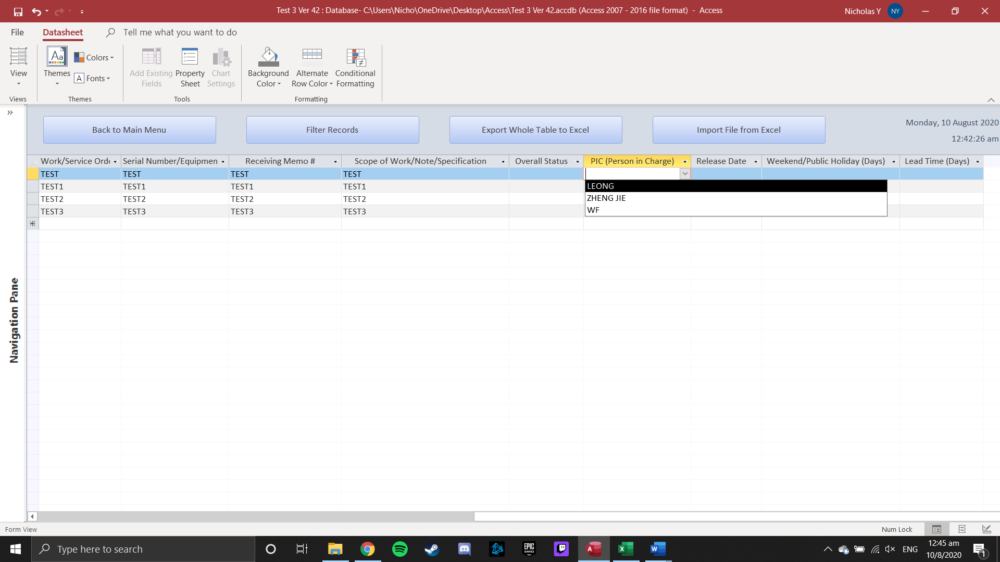 Test 3 Ver 42 : Database- C:\Users\Nicho\OneDrive\Desktop\Access\Test 3 Ver 42.accdb (Access 2007 - 2016 file format) - Access
Nicholas Y NY
File Datasheet Tell me what you want to do
View
Themes
Aa
Colors
A Fonts
Add Existing Fields
Property Sheet
Chart Settings
Background Color
Alternate Row Color
Conditional Formatting
Views Themes Tools Formatting
Back to Main Menu Filter Records Export Whole Table to Excel Import File from Excel
Monday, 10 August 2020
12:42:26 am
Work/Service Orde Serial Number/Equipmen Receiving Memo # Scope of Work/Note/Specification Overall Status PIC (Person in Charge) Release Date Weekend/Public Holiday (Days) Lead Time (Days)
TEST TEST TEST TEST
TEST1 TEST1 TEST1 TEST1
TEST2 TEST2 TEST2 TEST2
TEST3 TEST3 TEST3 TEST3
LEONG
ZHENG JIE
WF
Navigation Pane
Form View Num Lock
Type here to search
EPIC
GAMES
A
X
W
ENG
12:45 am
10/8/2020
1